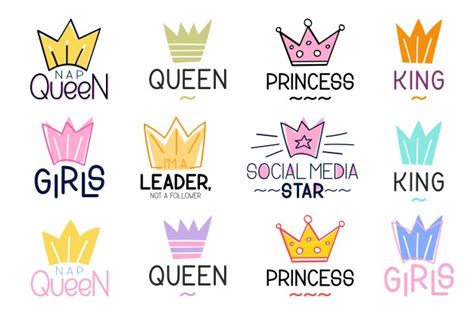 NAP
QUEEN
QUEEN
PRINCESS
KING
GIRLS
I'M A
LEADER,
NOT A FOLLOWER
SOCIAL MEDIA
STAR
KING
NAP
QUEEN
QUEEN
PRINCESS
GIRLS